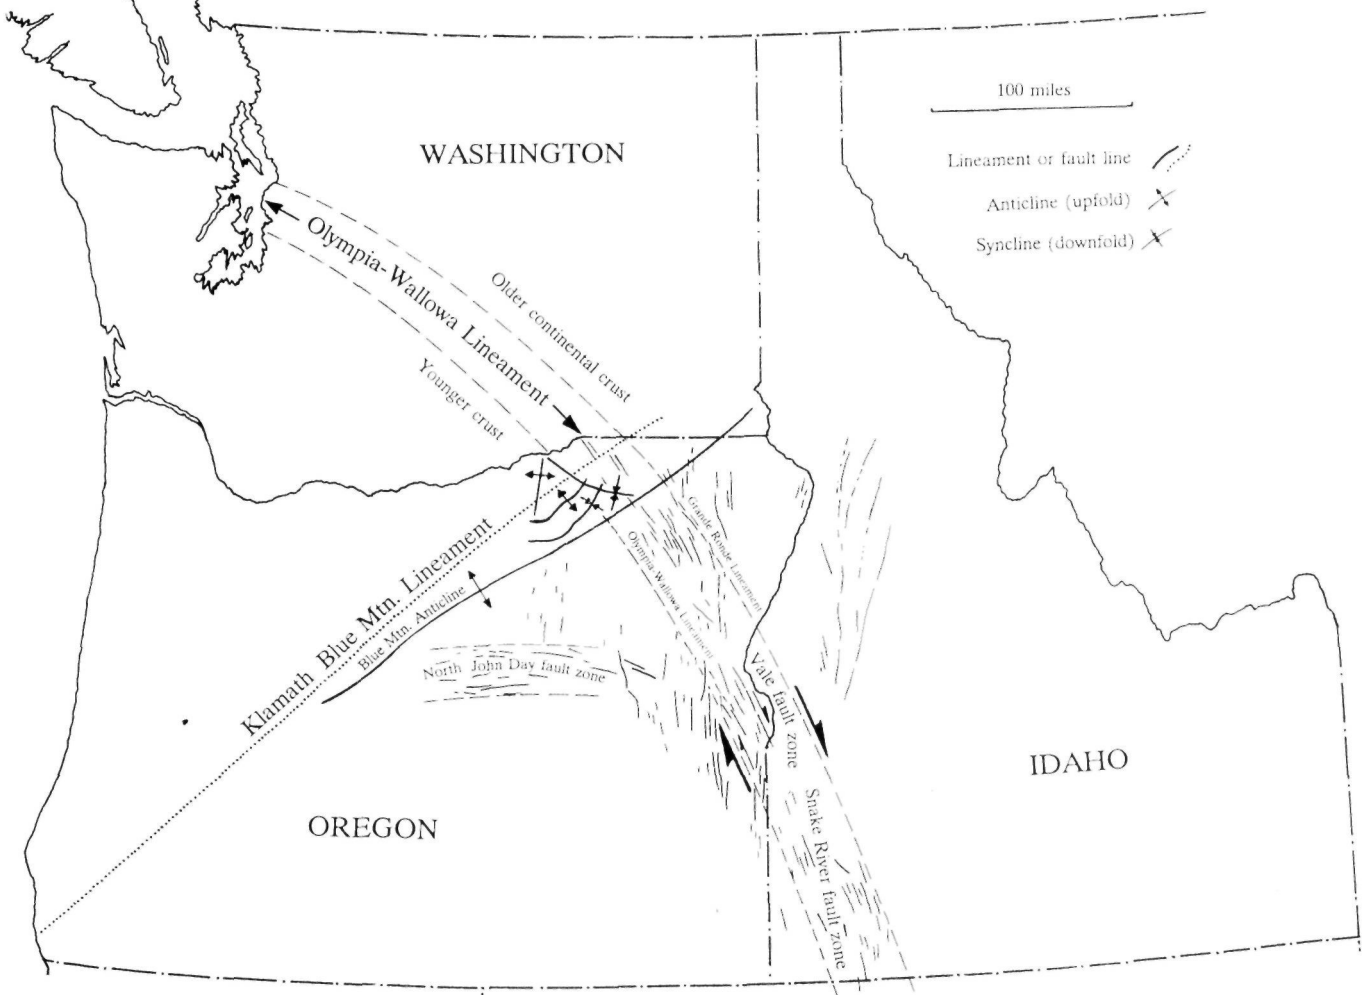 WASHINGTON
100 miles
Lineament or fault line
Anticline (upfold)
Syncline (downfold)
Olympia-Wallowa Lineament
Older continental crust
Younger crust
Grande Ronde Lineament
Olympia-Wallowa Lineament
Klamath Blue Mtn. Lineament
Blue Mtn. Anticline
North John Day fault zone
Vale fault zone
Snake River fault zone
IDAHO
OREGON